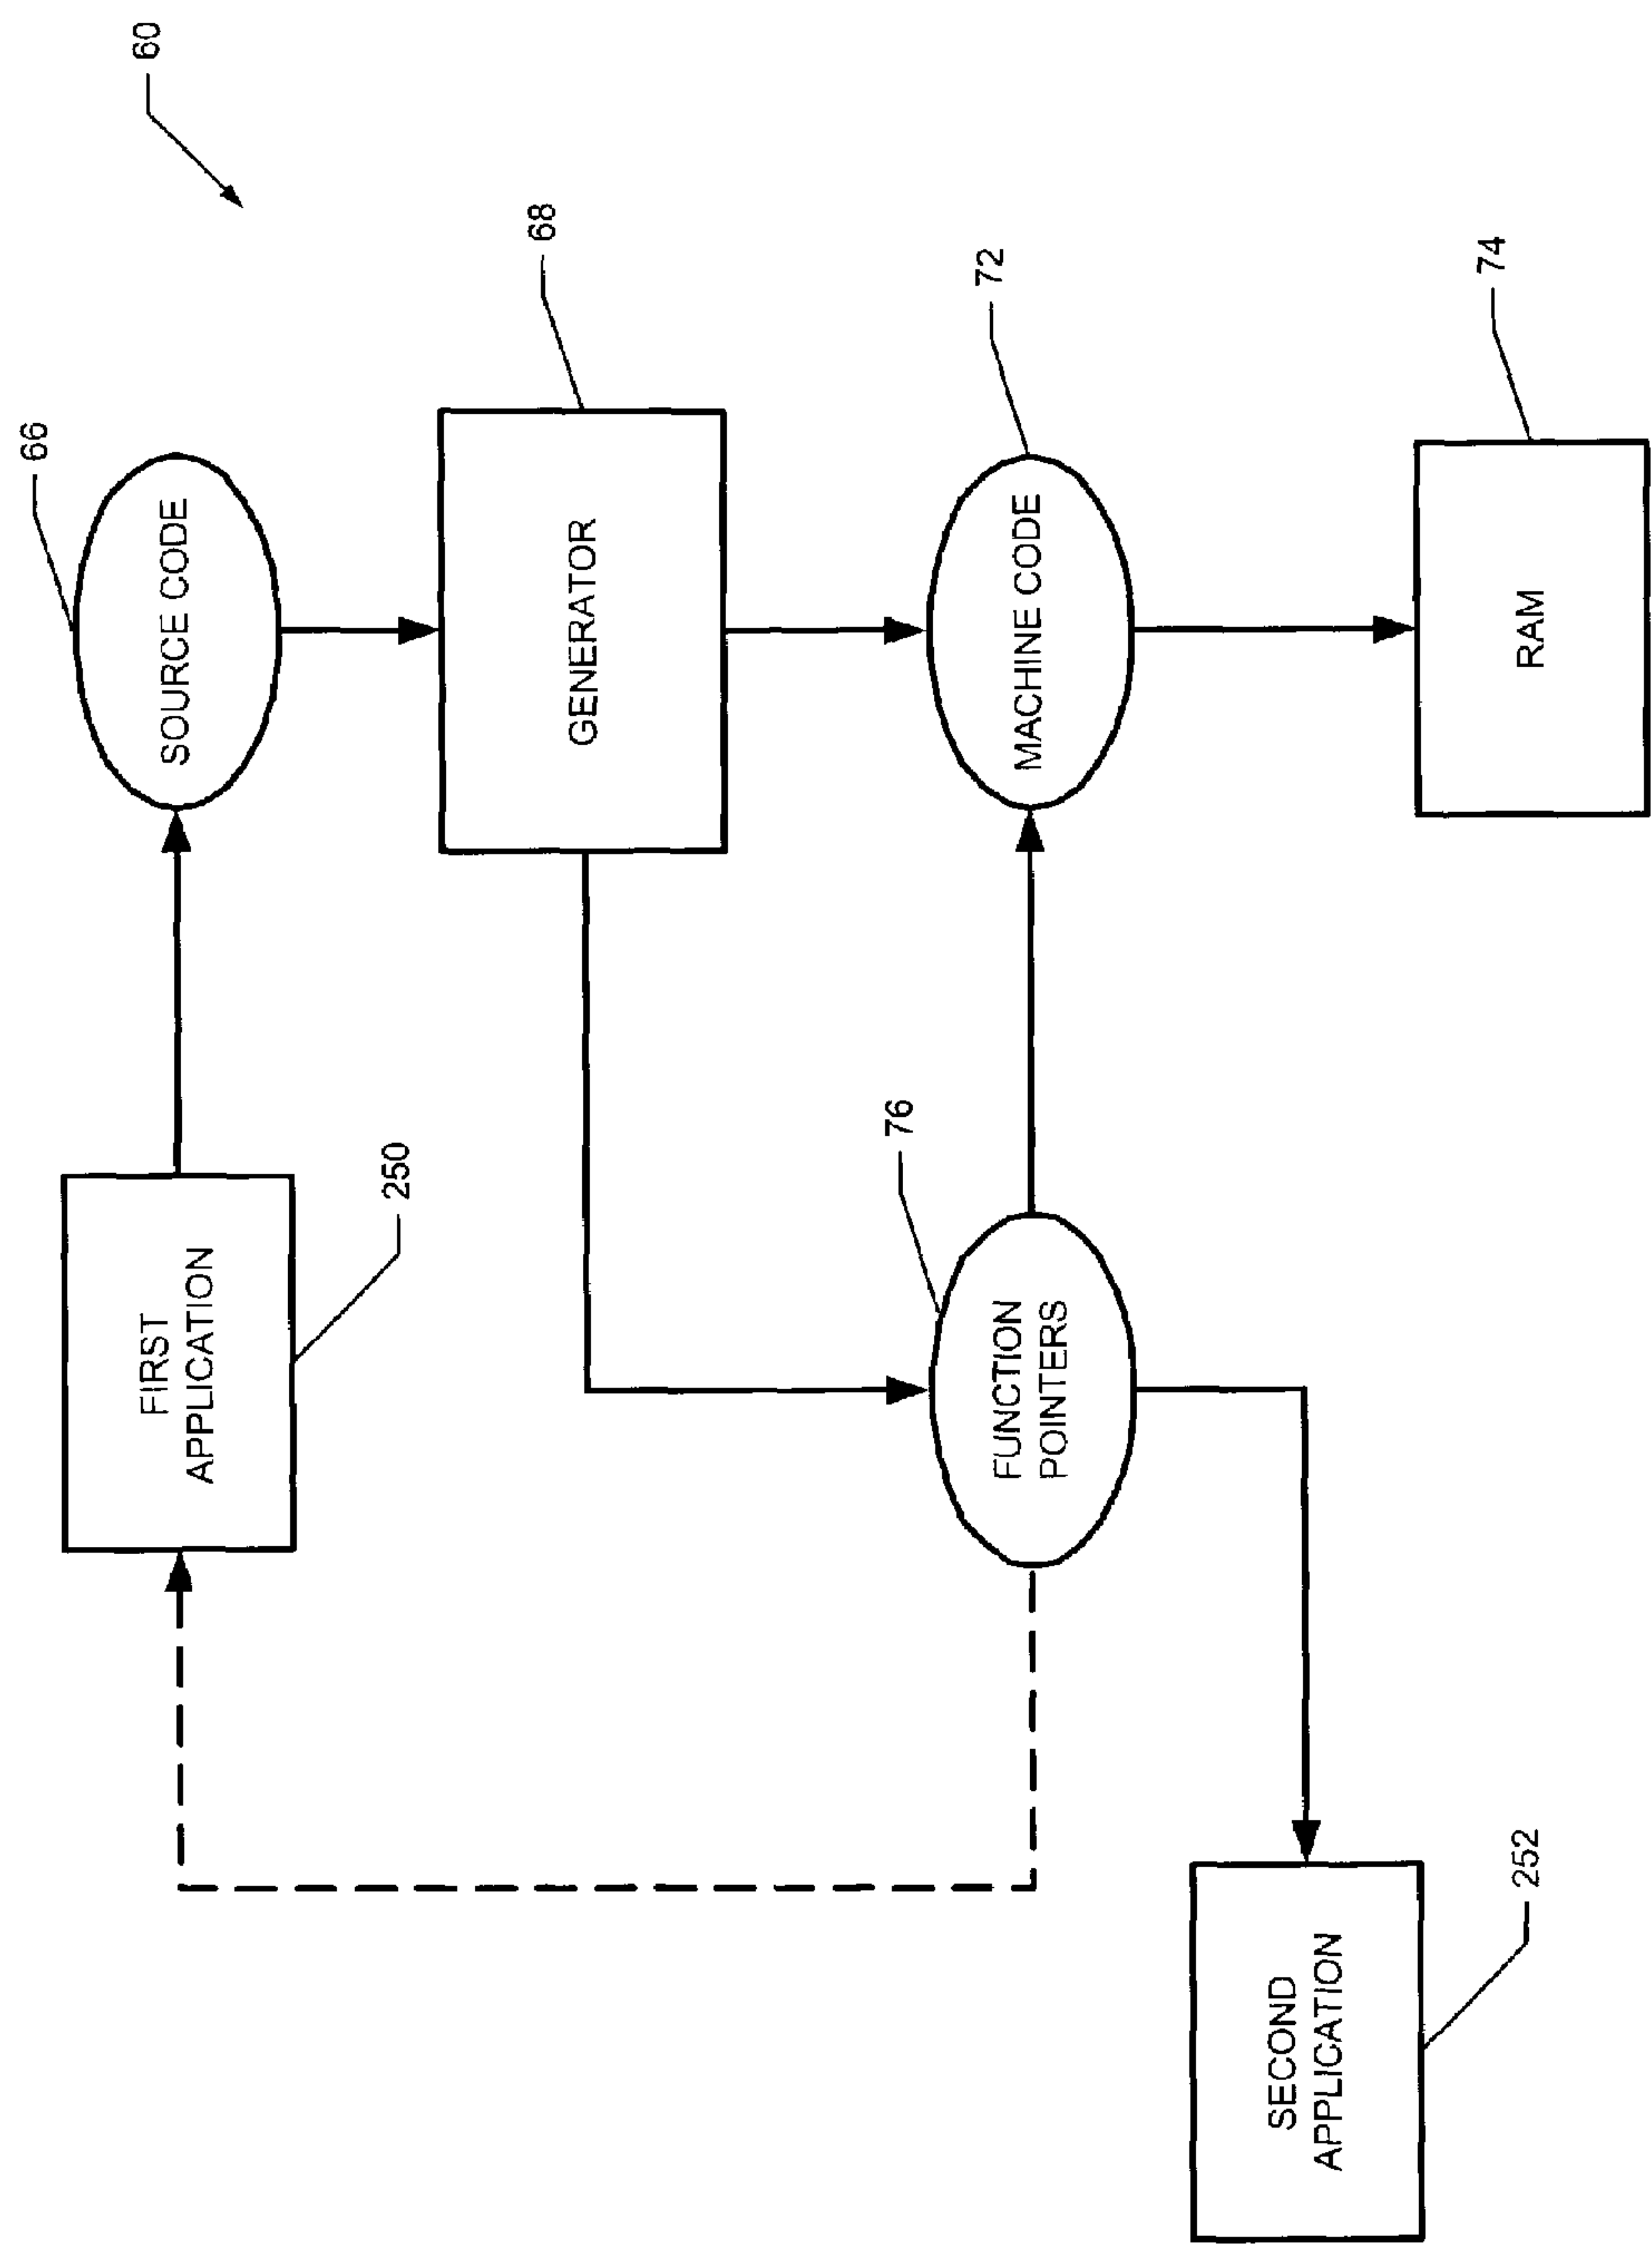 60
66
SOURCE CODE
FIRST
APPLICATION
250
68
GENERATOR
72
MACHINE CODE
76
FUNCTION
POINTERS
74
RAM
SECOND
APPLICATION
252